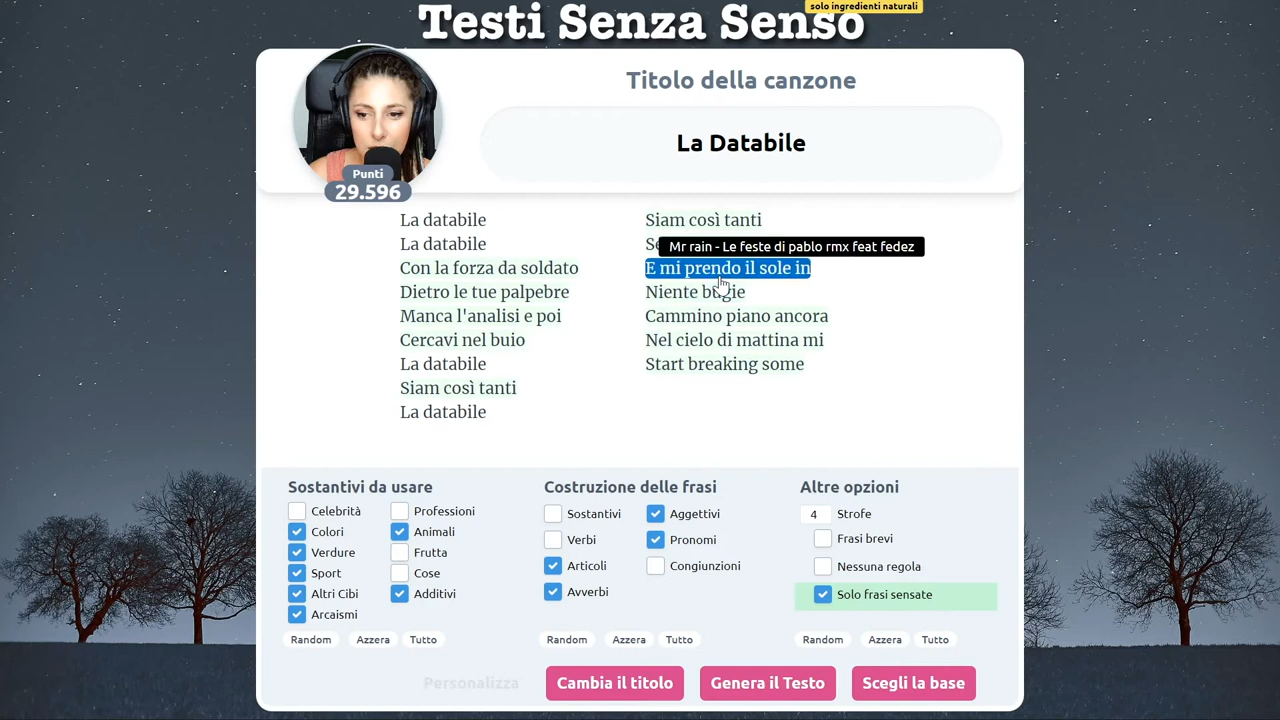 solo ingredienti naturali
Testi Senza Senso
Titolo della canzone
La Databile
Punti
29.596
La databile
La databile
Con la forza da soldato
Dietro le tue palpebre
Manca l'analisi e poi
Cercavi nel buio
La databile
Siam così tanti
La databile
Siam così tanti
Mr rain - Le feste di pablo rmx feat fedez
E mi prendo il sole in
Niente bugie
Cammino piano ancora
Nel cielo di mattina mi
Start breaking some
Sostantivi da usare
Celebrità
Professioni
Colori
Animali
Verdure
Frutta
Sport
Cose
Altri Cibi
Additivi
Arcaismi
Random Azzera Tutto
Costruzione delle frasi
Sostantivi
Aggettivi
Verbi
Pronomi
Articoli
Congiunzioni
Avverbi
Random Azzera Tutto
Altre opzioni
4 Strofe
Frasi brevi
Nessuna regola
Solo frasi sensate
Random Azzera Tutto
Personalizza
Cambia il titolo
Genera il Testo
Scegli la base